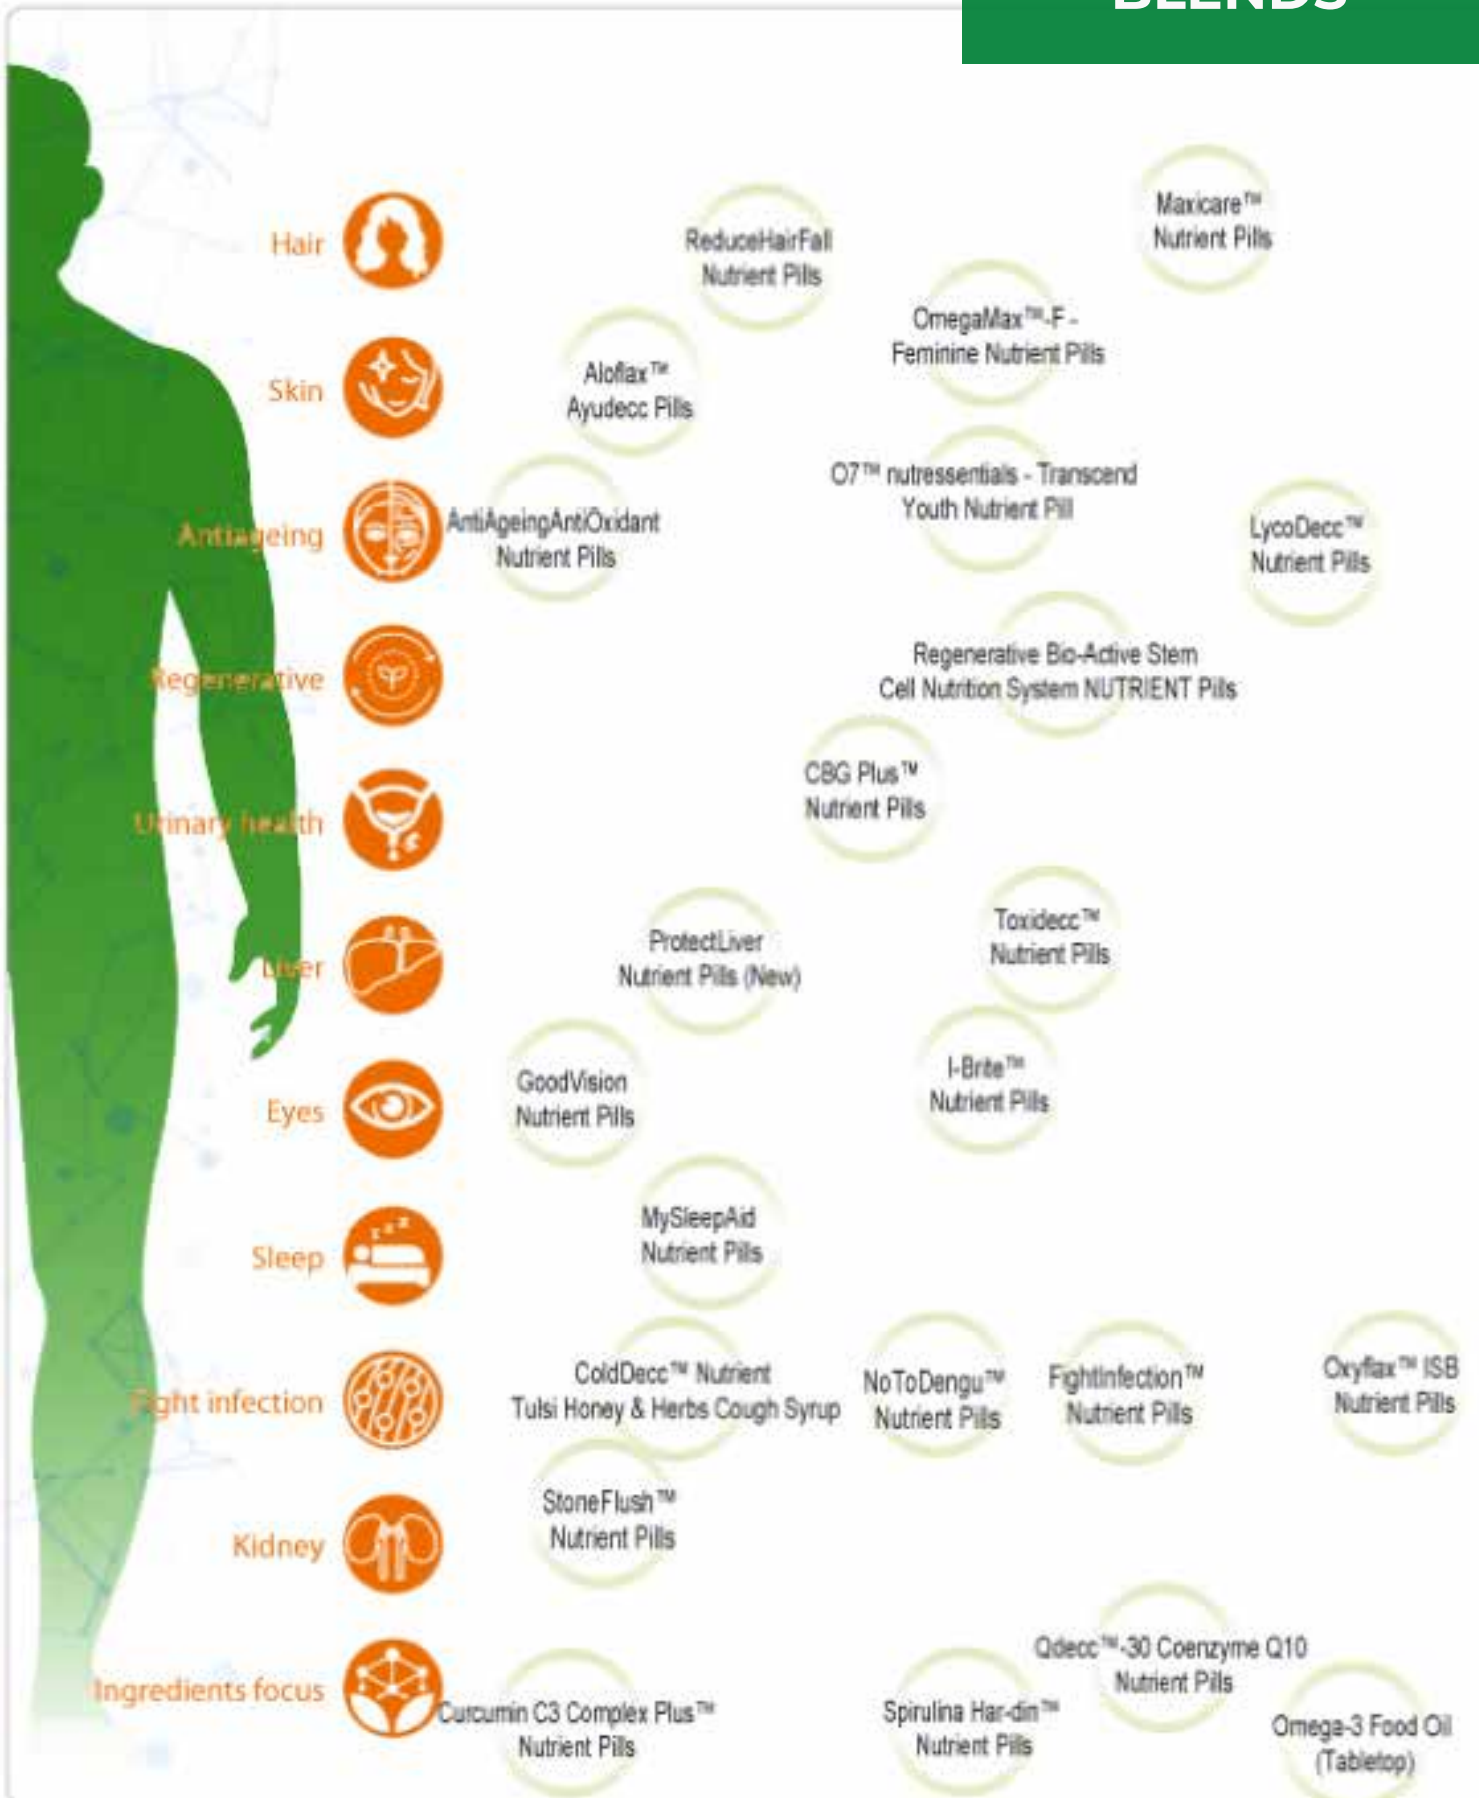 BLENDS
Hair
ReduceHairFall
Nutrient Pills
Maxicare™
Nutrient Pills
OmegaMax™-F -
Feminine Nutrient Pills
Skin
Aloflax™
Ayudecc Pills
O7™ nutressentials - Transcend
Youth Nutrient Pill
Antiageing
AntiAgeingAntiOxidant
Nutrient Pills
LycoDecc™
Nutrient Pills
Regenerative
Regenerative Bio-Active Stem
Cell Nutrition System NUTRIENT Pills
Urinary health
CBG Plus™
Nutrient Pills
Liver
ProtectLiver
Nutrient Pills (New)
Toxidecc™
Nutrient Pills
Eyes
GoodVision
Nutrient Pills
I-Brite™
Nutrient Pills
Sleep
MySleepAid
Nutrient Pills
Fight infection
ColdDecc™ Nutrient
Tulsi Honey & Herbs Cough Syrup
NoToDengu™
Nutrient Pills
FightInfection™
Nutrient Pills
Oxyflax™ ISB
Nutrient Pills
Kidney
StoneFlush™
Nutrient Pills
Ingredients focus
Curcumin C3 Complex Plus™
Nutrient Pills
Spirulina Har-din™
Nutrient Pills
Qdecc™-30 Coenzyme Q10
Nutrient Pills
Omega-3 Food Oil
(Tabletop)